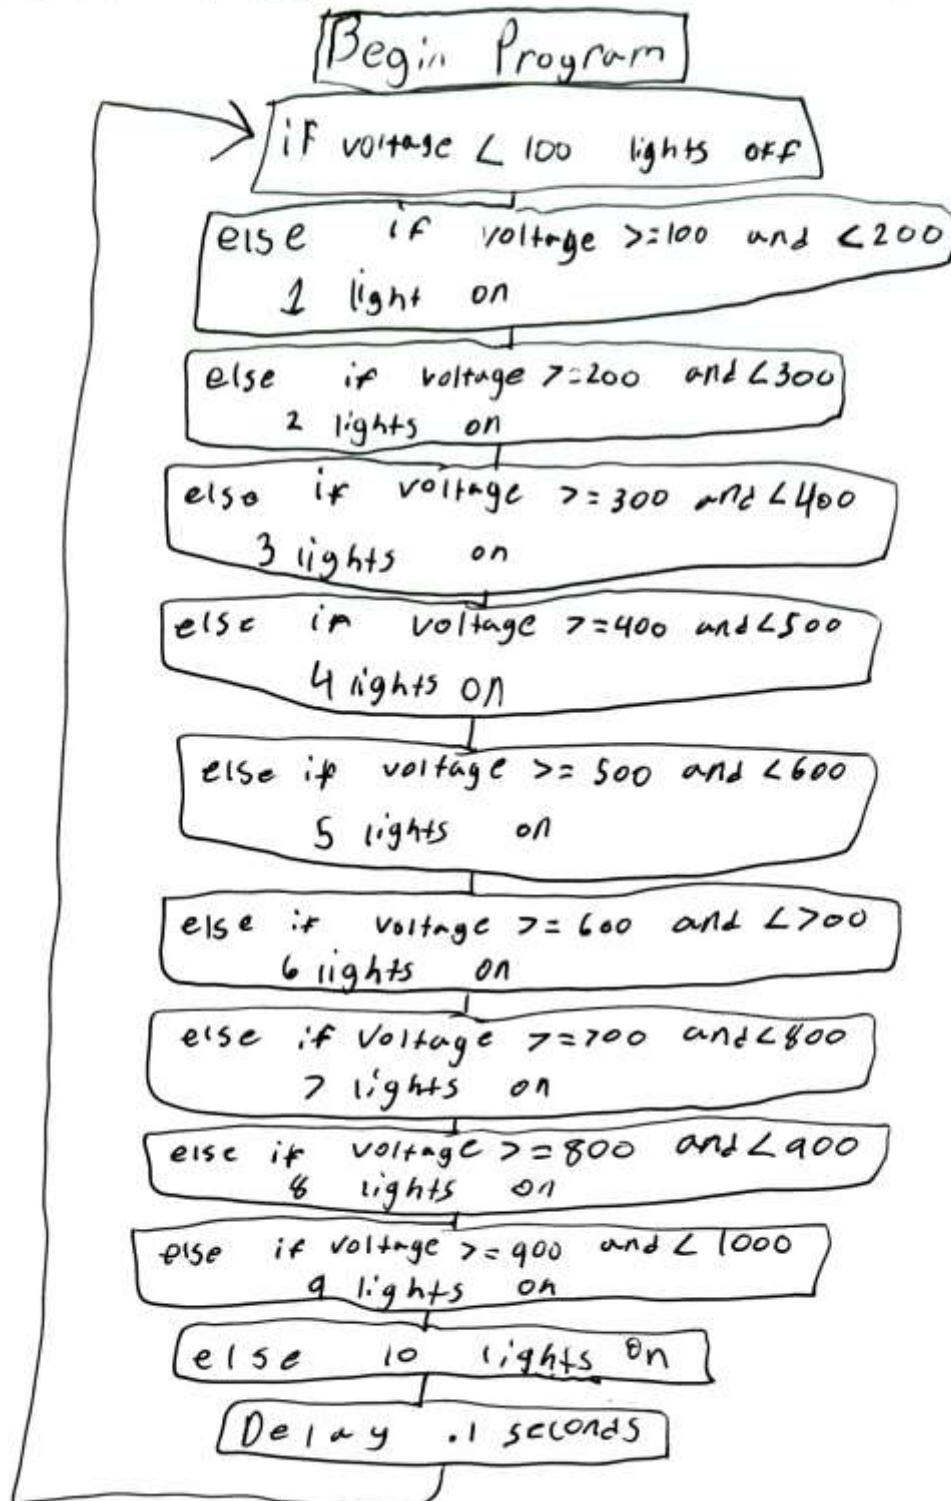 Begin Program
if voltage < 100 lights off
else if voltage >=100 and <200
1 light on
else if voltage >=200 and <300
2 lights on
else if voltage >=300 and <400
3 lights on
else if voltage >=400 and <500
4 lights on
else if voltage >= 500 and <600
5 lights on
else if voltage >= 600 and <700
6 lights on
else if voltage >=700 and <800
7 lights on
else if voltage >=800 and <900
8 lights on
else if voltage >=900 and < 1000
9 lights on
else 10 lights on
Delay .1 seconds